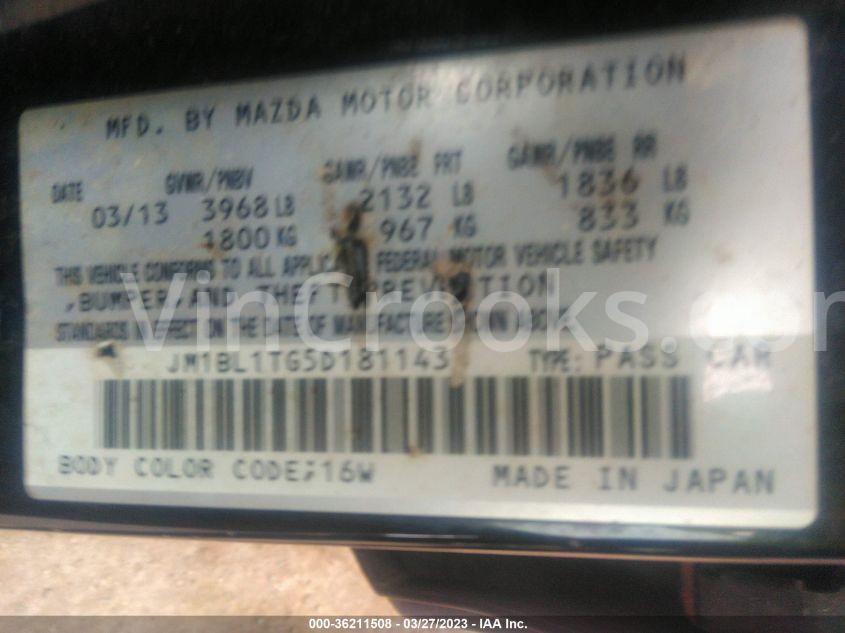 MFD. BY MAZDA MOTOR CORPORATION
DATE GVWR/PNBV GAWR/PNBE FRT GAWR/PNBE RR
03/13 3968 LB 2132 LB 1836 LB
1800 KG 967 KG 833 KG
THIS VEHICLE CONFORMS TO ALL FEDERAL MOTOR VEHICLE SAFETY
,BUMPER,AND THEFT PREVENTION
STANDARDS IN EFFECT ON THE DATE OF MANUFACTURE SHOWN ABOVE.
VinCrooks.com
JM1BL1TG5D181143 TYPE: PASS CAR
BODY COLOR CODE;16W MADE IN JAPAN
000-36211508 - 03/27/2023 - IAA Inc.